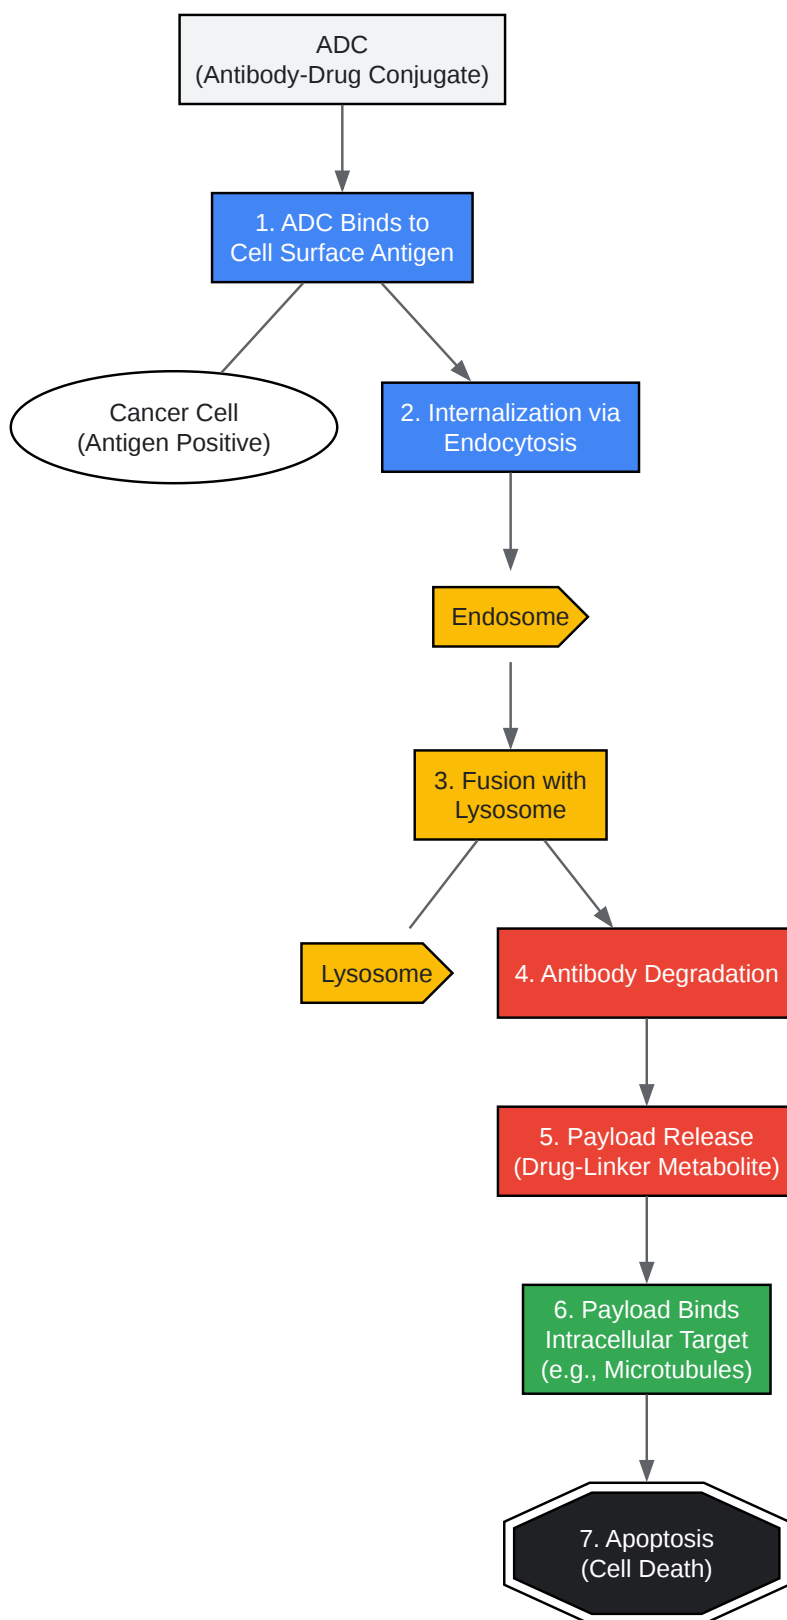 ADC
(Antibody-Drug Conjugate)
1. ADC Binds to
Cell Surface Antigen
Cancer Cell
(Antigen Positive)
2. Internalization via
Endocytosis
Endosome
3. Fusion with
Lysosome
Lysosome
4. Antibody Degradation
5. Payload Release
(Drug-Linker Metabolite)
6. Payload Binds
Intracellular Target
(e.g., Microtubules)
7. Apoptosis
(Cell Death)